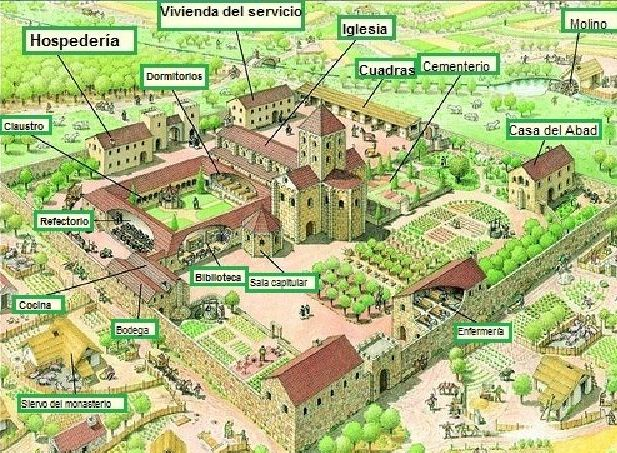 Vivienda del servicio
Molino
Iglesia
Hospedería
Dormitorios
Cuadras
Cementerio
Claustro
Casa del Abad
Refectorio
Biblioteca
Sala capitular
Cocina
Bodega
Enfermería
Siervo del monasterio